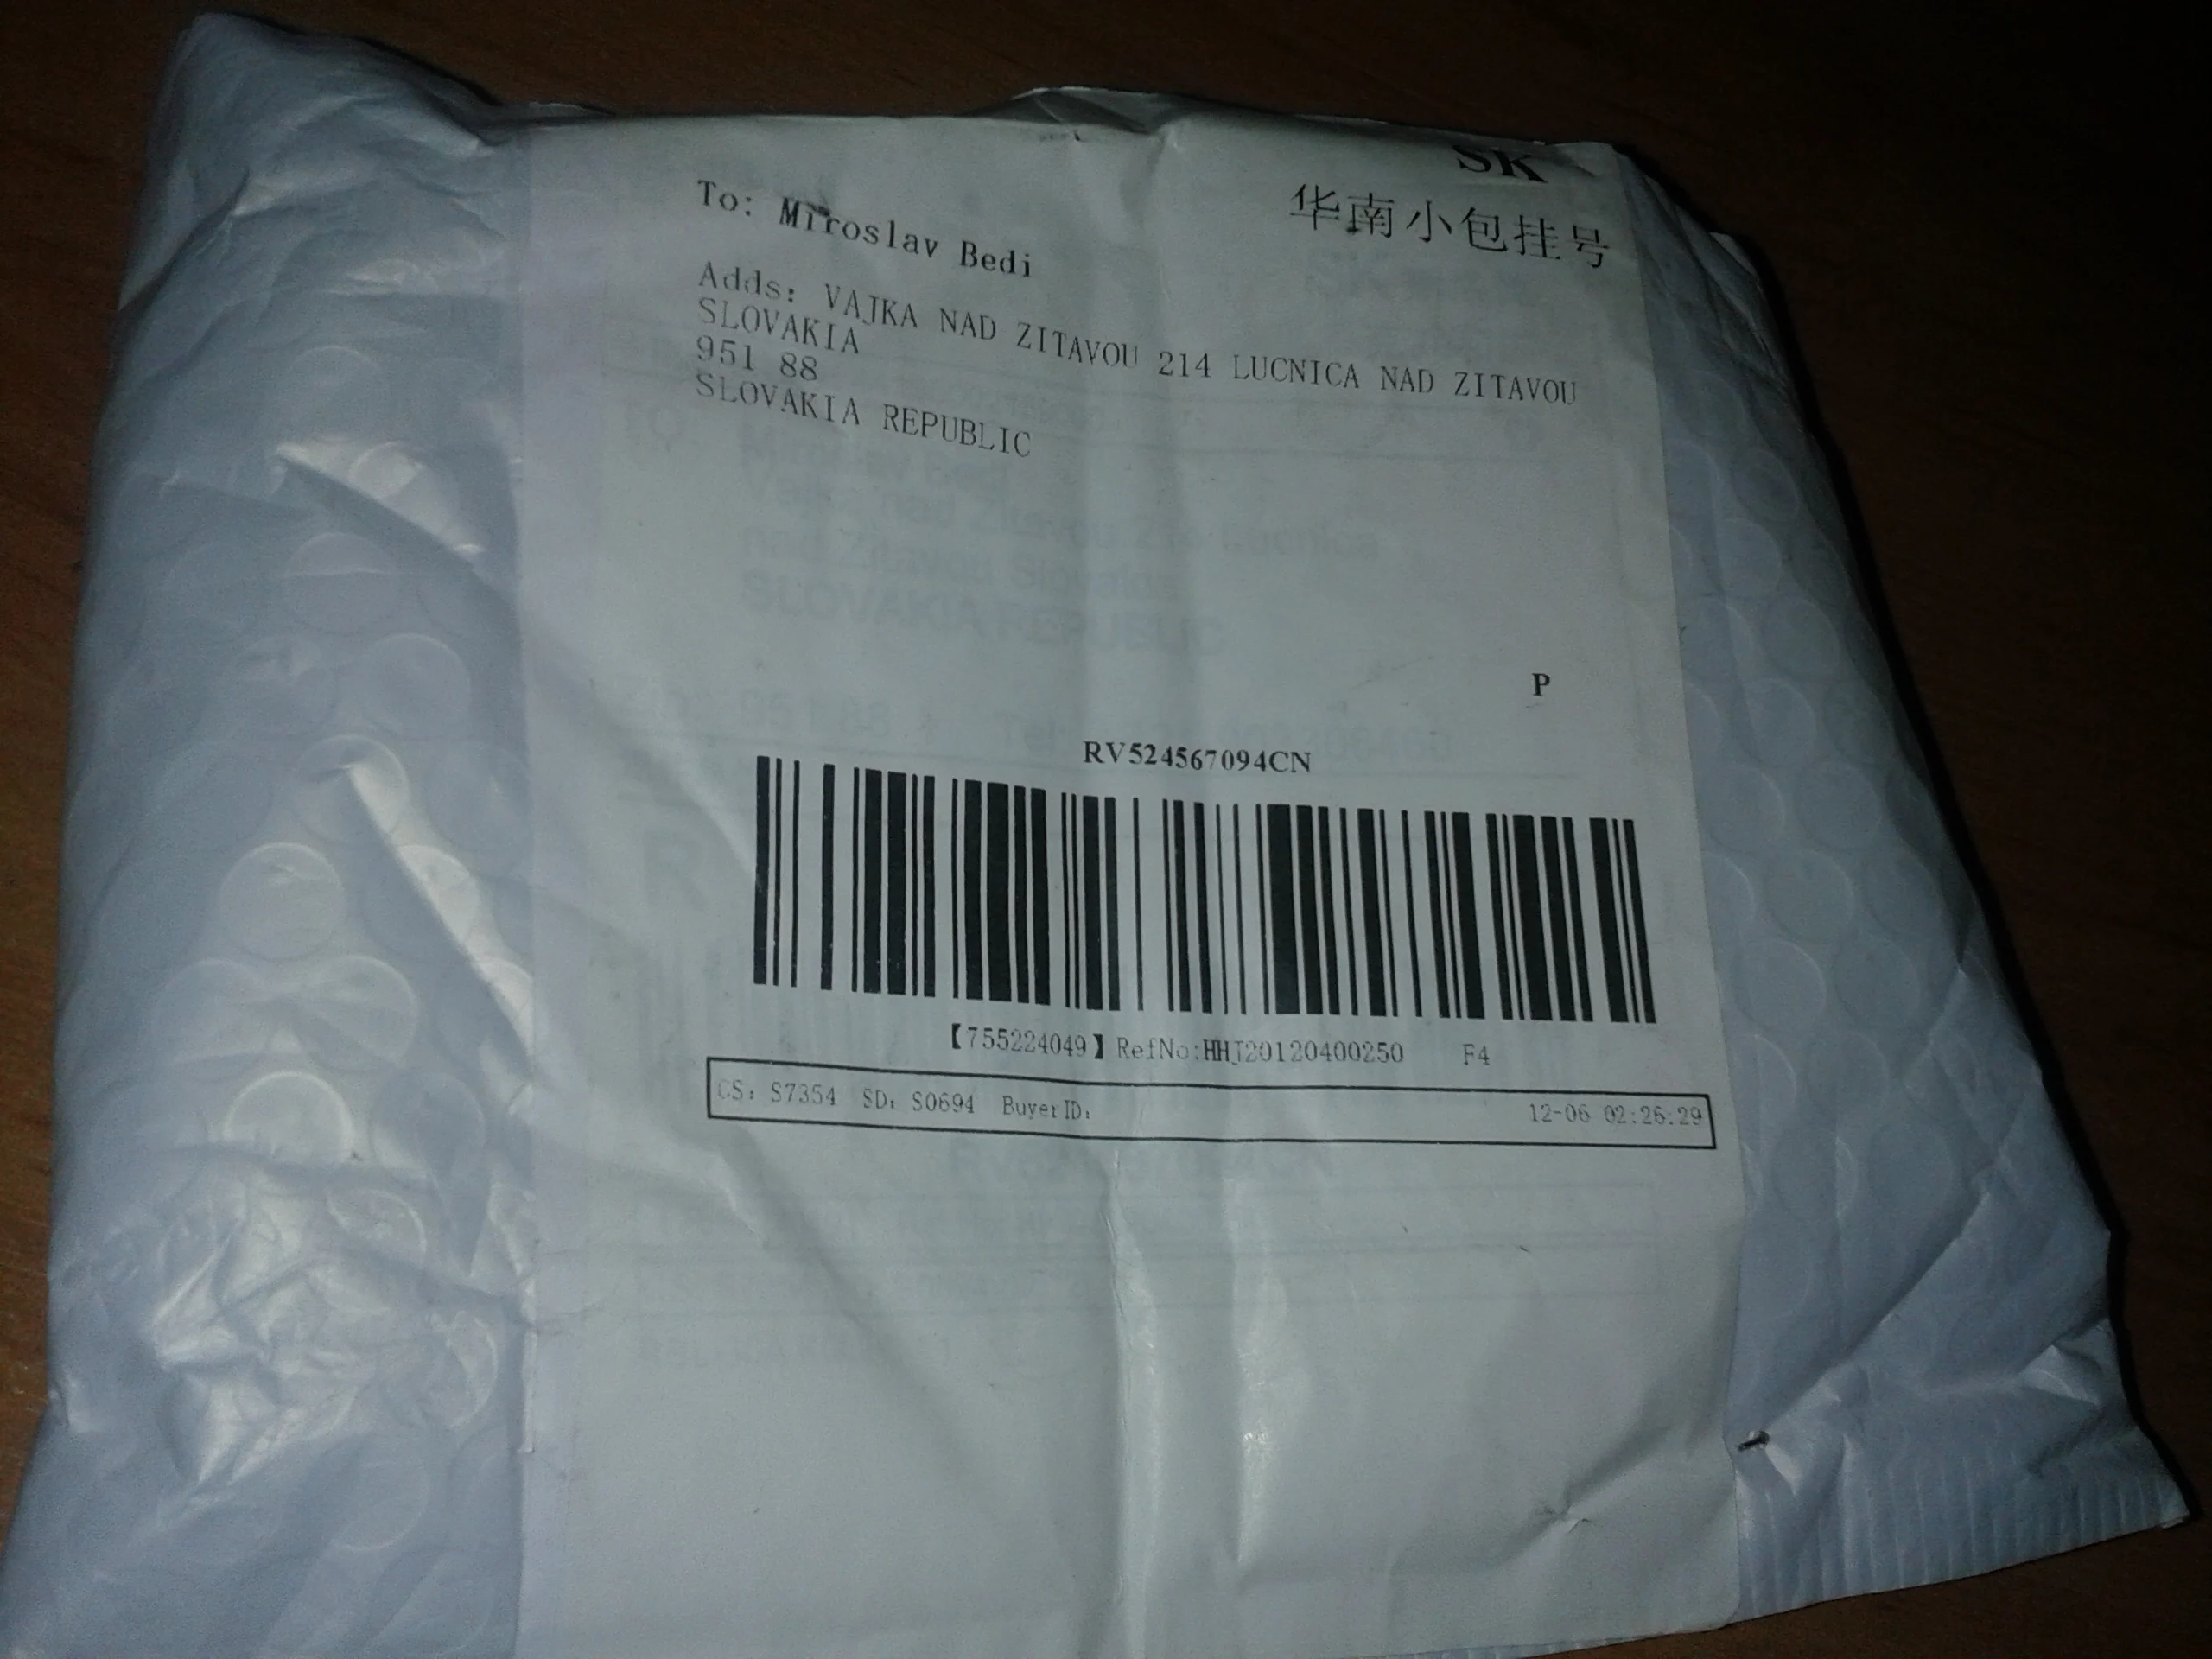 SK
华南小包挂号
To: Miroslav Bedi
Adds: VAJKA NAD ZITAVOU 214 LUCNICA NAD ZITAVOU
SLOVAKIA
951 88
SLOVAKIA REPUBLIC
P
RV524567094CN
【755224049】RefNo:HHJ20120400250 F4
CS: S7354 SD: S0694 BuyerID: 12-06 02:26:29